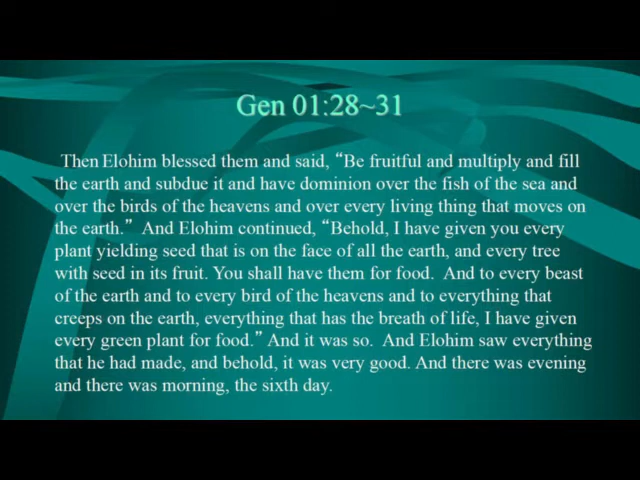 Gen 01:28~31
Then Elohim blessed them and said, “Be fruitful and multiply and fill
the earth and subdue it and have dominion over the fish of the sea and
over the birds of the heavens and over every living thing that moves on
the earth.” And Elohim continued, “Behold, I have given you every
plant yielding seed that is on the face of all the earth, and every tree
with seed in its fruit. You shall have them for food. And to every beast
of the earth and to every bird of the heavens and to everything that
creeps on the earth, everything that has the breath of life, I have given
every green plant for food.” And it was so. And Elohim saw everything
that he had made, and behold, it was very good. And there was evening
and there was morning, the sixth day.